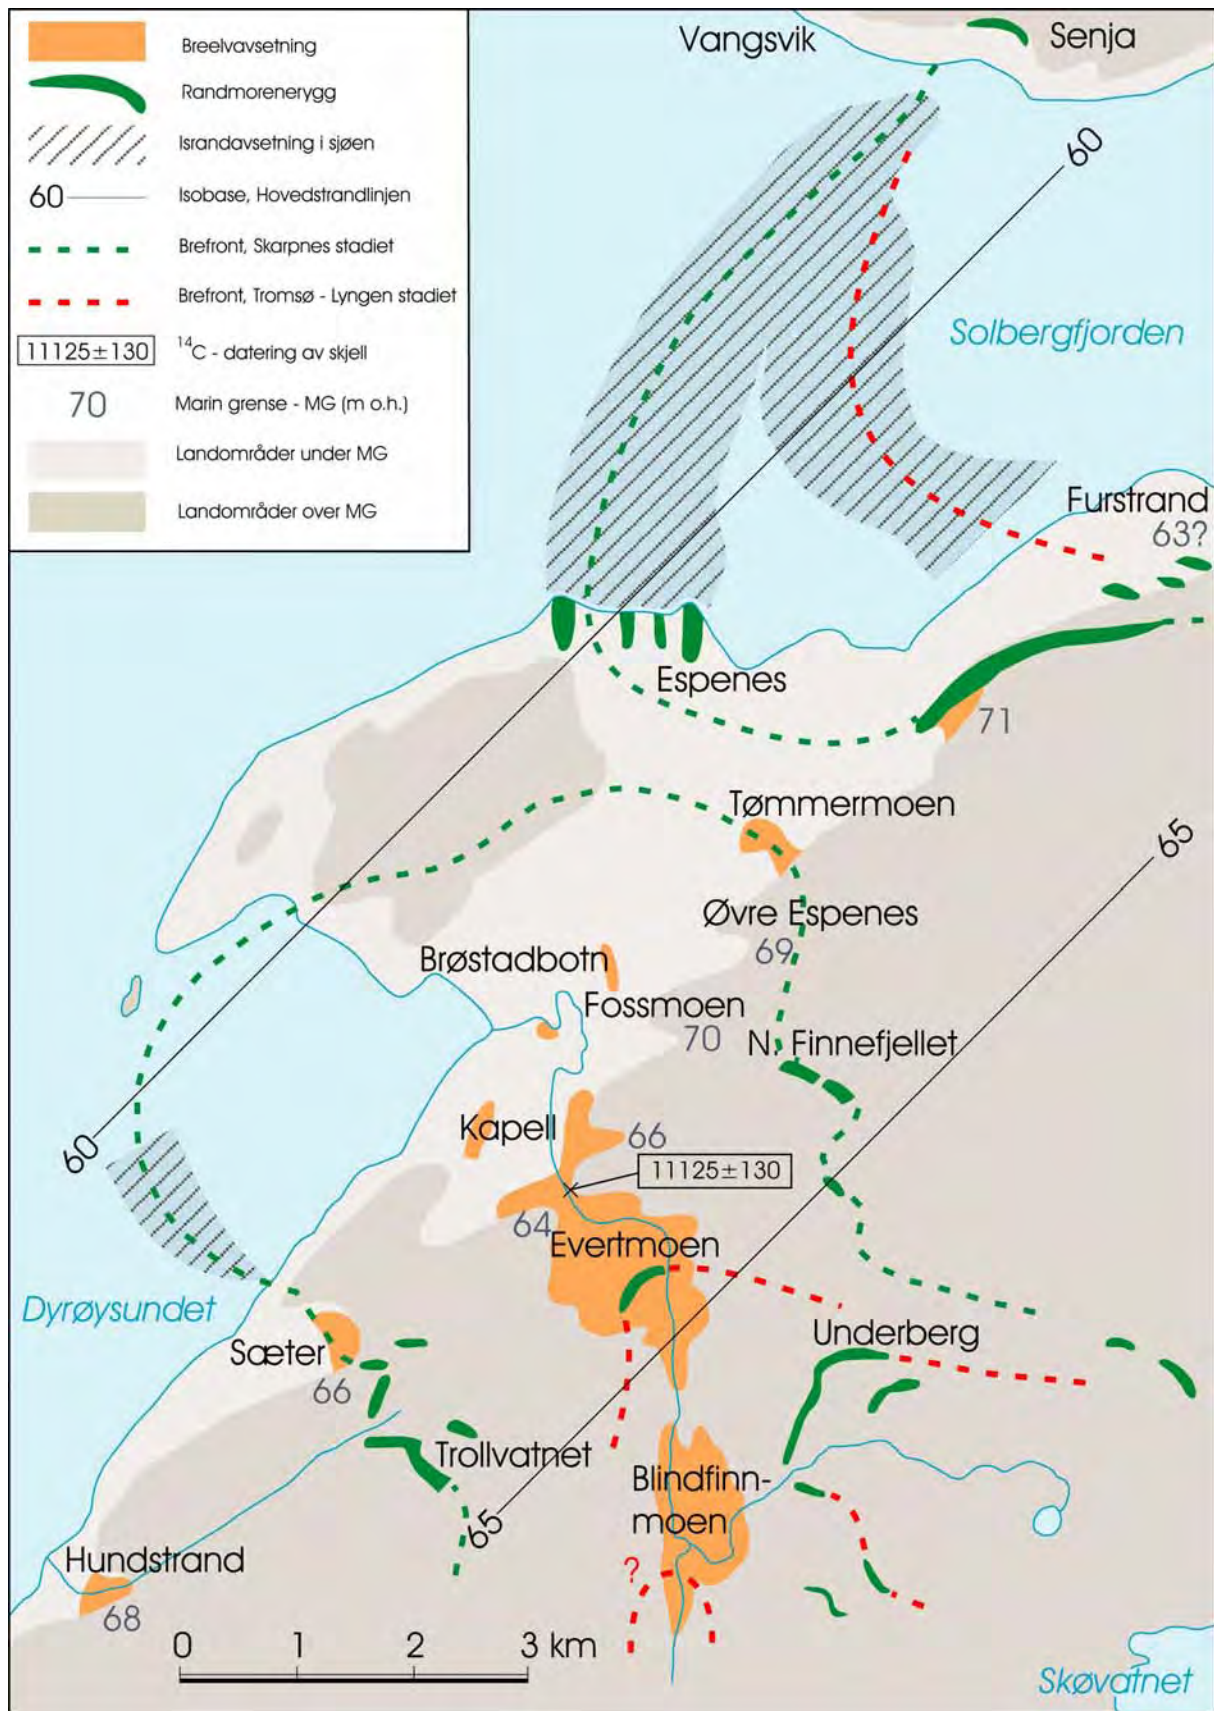 Breelvavsetning
Randmorenerygg
Israndavsetning i sjøen
60 Isobase, Hovedstrandlinjen
Brefront, Skarpnes stadiet
Brefront, Tromsø - Lyngen stadiet
11125±130 14C - datering av skjell
70 Marin grense - MG (m o.h.)
Landområder under MG
Landområder over MG
Vangsvik
Senja
60
Solbergfjorden
Furstrand
63?
Espenes
71
Tømmermoen
65
Øvre Espenes
69
Brøstadbotn
Fossmoen
70
N. Finnefjellet
Kapell
66
60
11125±130
64
Evertmoen
Dyrøysundet
Underberg
Sæter
66
Trollvatnet
Blindfinn-
moen
65
Hundstrand
?
68
0 1 2 3 km
Skøvatnet